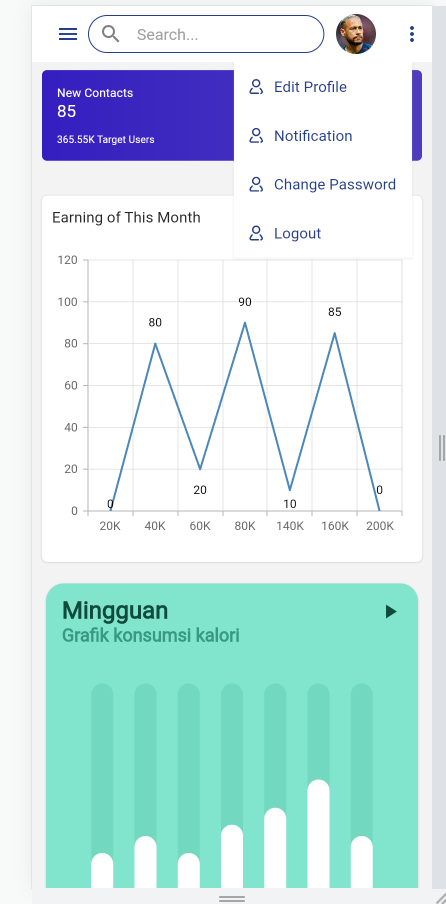 Search...
Edit Profile
Notification
Change Password
Logout
New Contacts
85
365.55K Target Users
Earning of This Month
120
100
80
60
40
20
0
0
80
20
90
10
85
0
20K 40K 60K 80K 140K 160K 200K
Mingguan
Grafik konsumsi kalori